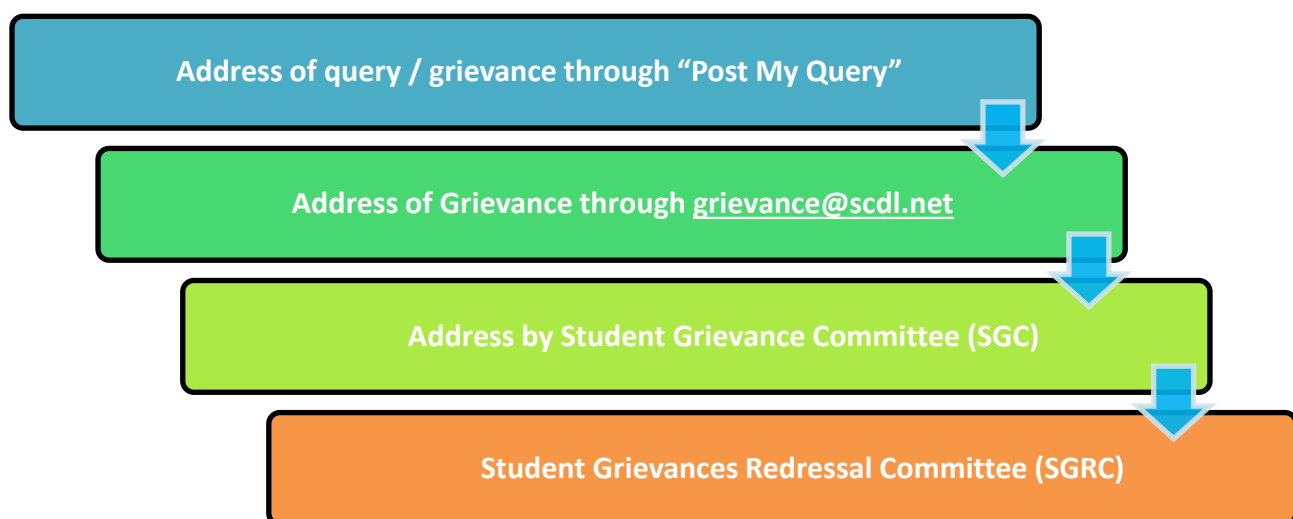 Address of query / grievance through “Post My Query”
Address of Grievance through grievance@scdl.net
Address by Student Grievance Committee (SGC)
Student Grievances Redressal Committee (SGRC)